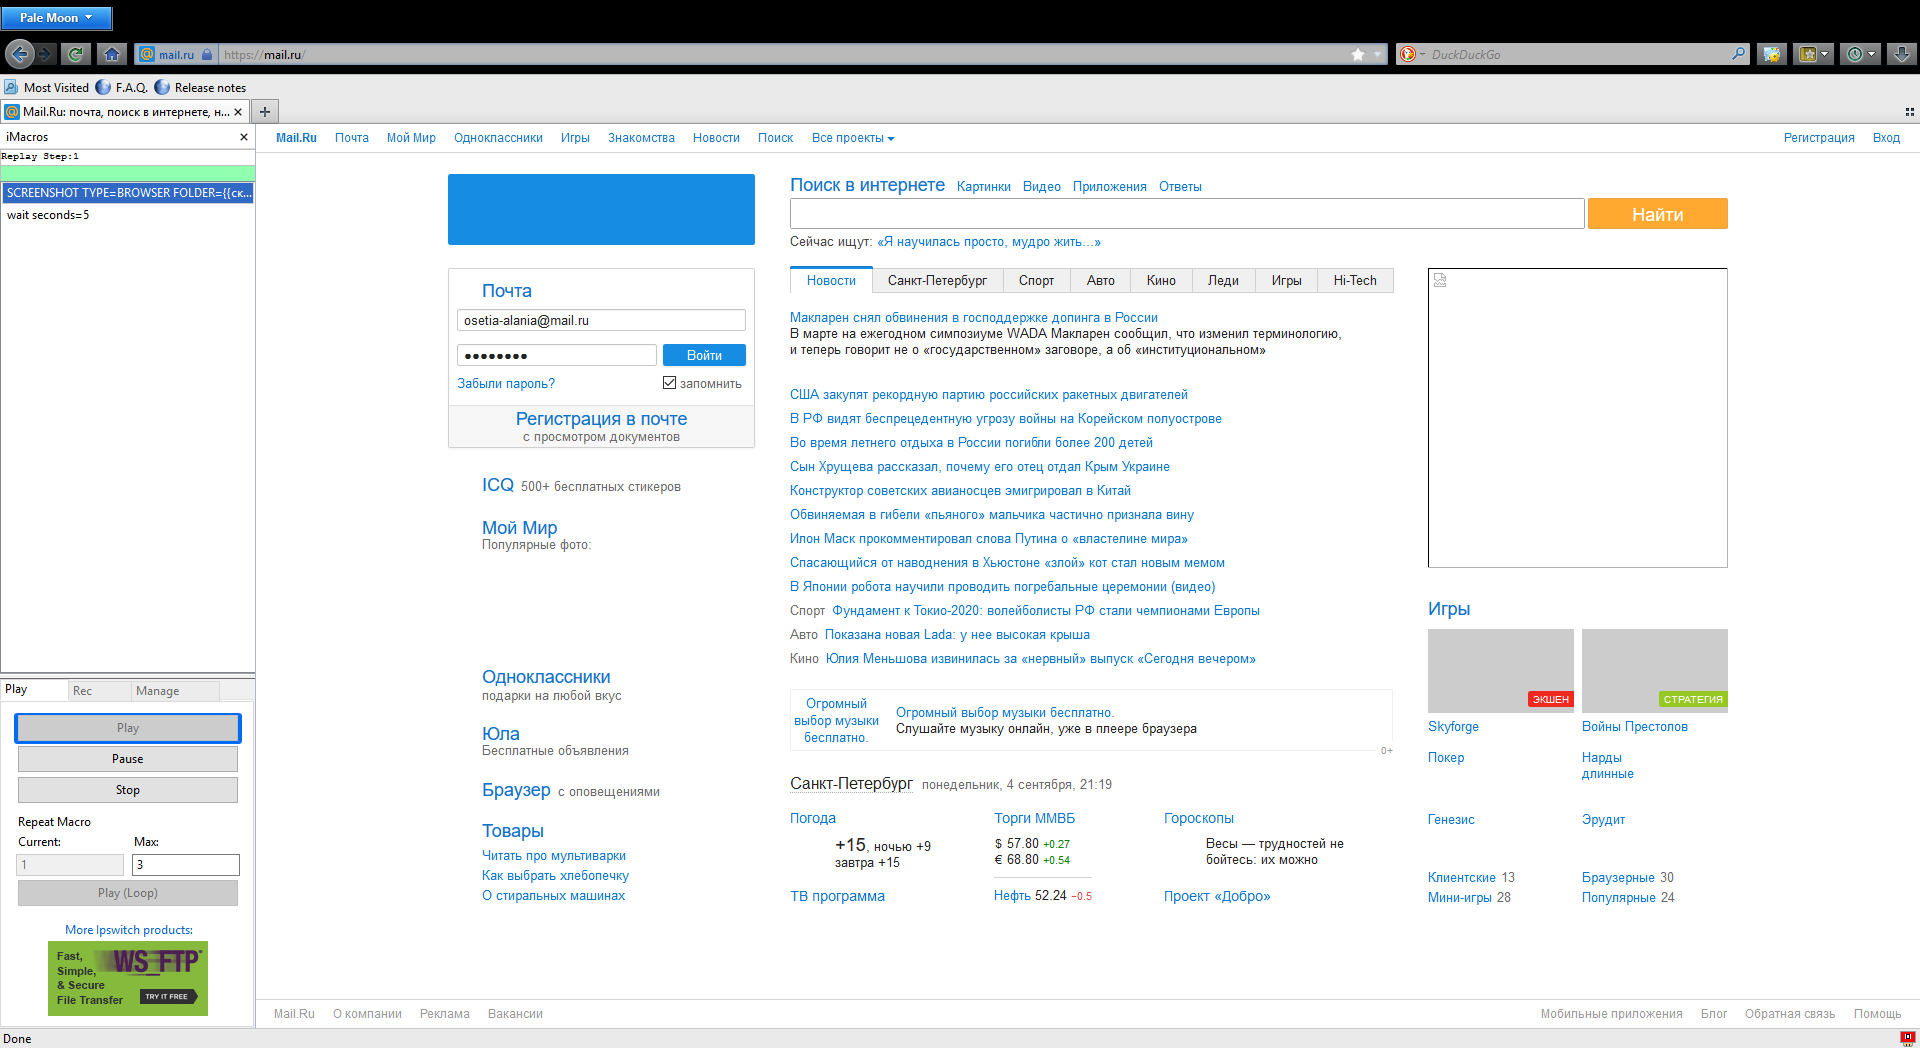 Pale Moon
mail.ru
https://mail.ru/
DuckDuckGo
Most Visited
F.A.Q.
Release notes
Mail.Ru: почта, поиск в интернете, н...
iMacros
Replay Step:1
SCREENSHOT TYPE=BROWSER FOLDER={{ск...
wait seconds=5
Play
Rec
Manage
Play
Pause
Stop
Repeat Macro
Current:
Max:
1
3
Play (Loop)
More Ipswitch products:
Fast,
Simple,
& Secure
File Transfer
WS_FTP
TRY IT FREE
Done
Mail.Ru
Почта
Мой Мир
Одноклассники
Игры
Знакомства
Новости
Поиск
Все проекты
Регистрация
Вход
Почта
osetia-alania@mail.ru
Войти
Забыли пароль?
запомнить
Регистрация в почте
с просмотром документов
ICQ 500+ бесплатных стикеров
Мой Мир
Популярные фото:
Одноклассники
подарки на любой вкус
Юла
Бесплатные объявления
Браузер с оповещениями
Товары
Читать про мультиварки
Как выбрать хлебопечку
О стиральных машинах
Поиск в интернете
Картинки
Видео
Приложения
Ответы
Найти
Сейчас ищут: «Я научилась просто, мудро жить...»
Новости
Санкт-Петербург
Спорт
Авто
Кино
Леди
Игры
Hi-Tech
Макларен снял обвинения в господдержке допинга в России
В марте на ежегодном симпозиуме WADA Макларен сообщил, что изменил терминологию,
и теперь говорит не о «государственном» заговоре, а об «институциональном»
США закупят рекордную партию российских ракетных двигателей
В РФ видят беспрецедентную угрозу войны на Корейском полуострове
Во время летнего отдыха в России погибли более 200 детей
Сын Хрущева рассказал, почему его отец отдал Крым Украине
Конструктор советских авианосцев эмигрировал в Китай
Обвиняемая в гибели «пьяного» мальчика частично признала вину
Илон Маск прокомментировал слова Путина о «властелине мира»
Спасающийся от наводнения в Хьюстоне «злой» кот стал новым мемом
В Японии робота научили проводить погребальные церемонии (видео)
Спорт Фундамент к Токио-2020: волейболисты РФ стали чемпионами Европы
Авто Показана новая Lada: у нее высокая крыша
Кино Юлия Меньшова извинилась за «нервный» выпуск «Сегодня вечером»
Огромный
выбор музыки
бесплатно.
Огромный выбор музыки бесплатно.
Слушайте музыку онлайн, уже в плеере браузера
0+
Санкт-Петербург понедельник, 4 сентября, 21:19
Погода
+15, ночью +9
завтра +15
ТВ программа
Торги ММВБ
$ 57.80 +0.27
€ 68.80 +0.54
Нефть 52.24 −0.5
Гороскопы
Весы — трудностей не
бойтесь: их можно
Проект «Добро»
Игры
ЭКШЕН
СТРАТЕГИЯ
Skyforge
Войны Престолов
Покер
Нарды
длинные
Генезис
Эрудит
Клиентские 13
Браузерные 30
Мини-игры 28
Популярные 24
Mail.Ru
О компании
Реклама
Вакансии
Мобильные приложения
Блог
Обратная связь
Помощь